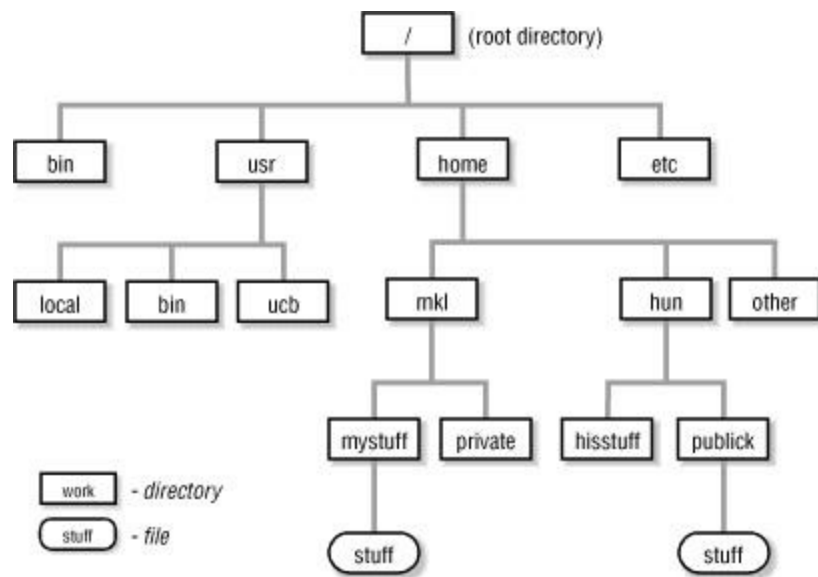 / (root directory)
bin usr home etc
local bin ucb mkl hun other
mystuff private hisstuff publick
work - directory
stuff - file
stuff stuff